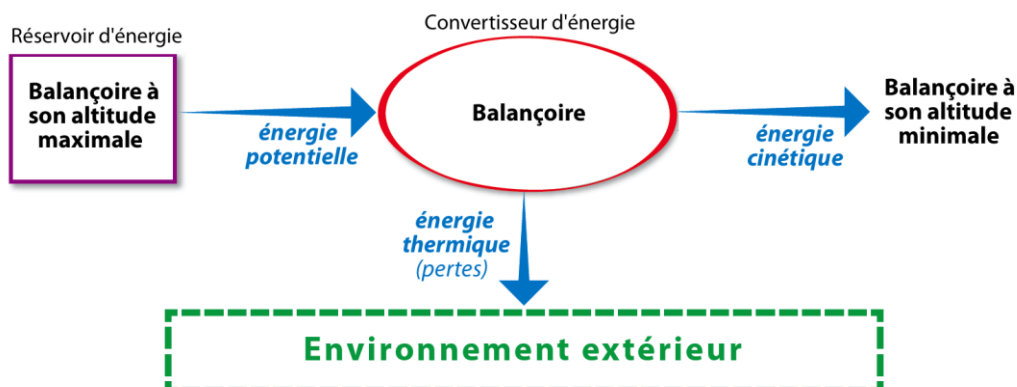 Réservoir d'énergie
Balançoire à
son altitude
maximale
énergie
potentielle
Convertisseur d'énergie
Balançoire
énergie
cinétique
Balançoire à
son altitude
minimale
énergie
thermique
(pertes)
Environnement extérieur